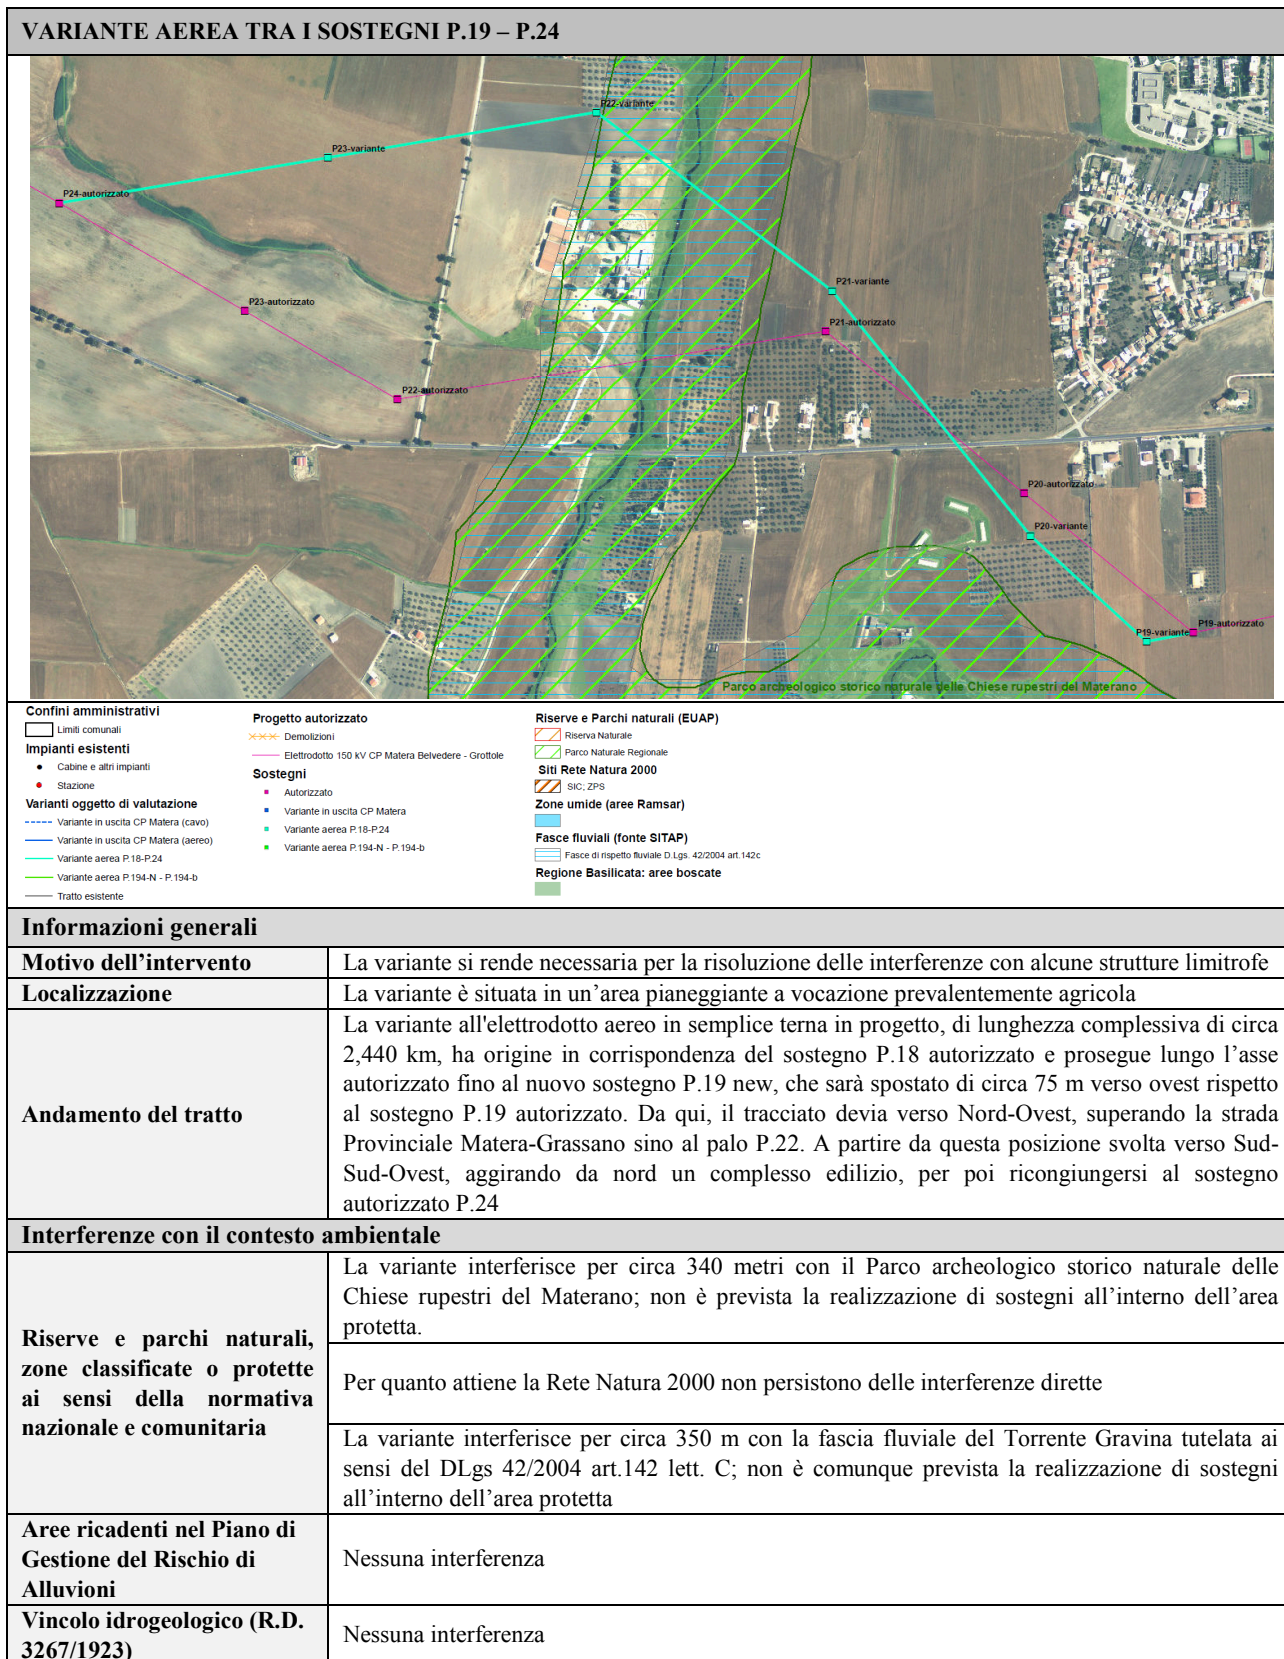 VARIANTE AEREA TRA I SOSTEGNI P.19 – P.24
P22-variante
P23-variante
P24-autorizzato
P21-variante
P23-autorizzato
P21-autorizzato
P22-autorizzato
P20-autorizzato
P20-variante
P19-autorizzato
P19-variante
Parco archeologico storico naturale delle Chiese rupestri del Materano
Confini amministrativi
Limiti comunali
Impianti esistenti
Cabine e altri impianti
Stazione
Varianti oggetto di valutazione
Variante in uscita CP Matera (cavo)
Variante in uscita CP Matera (aereo)
Variante aerea P.18-P.24
Variante aerea P.194-N - P.194-b
Tratto esistente
Progetto autorizzato
Demolizioni
Elettrodotto 150 kV CP Matera Belvedere - Grottole
Sostegni
Autorizzato
Variante in uscita CP Matera
Variante aerea P.18-P.24
Variante aerea P.194-N - P.194-b
Riserve e Parchi naturali (EUAP)
Riserva Naturale
Parco Naturale Regionale
Siti Rete Natura 2000
SIC; ZPS
Zone umide (aree Ramsar)
Fasce fluviali (fonte SITAP)
Fasce di rispetto fluviale D.Lgs. 42/2004 art.142c
Regione Basilicata: aree boscate
Informazioni generali
Motivo dell’intervento
La variante si rende necessaria per la risoluzione delle interferenze con alcune strutture limitrofe
Localizzazione
La variante è situata in un’area pianeggiante a vocazione prevalentemente agricola
Andamento del tratto
La variante all'elettrodotto aereo in semplice terna in progetto, di lunghezza complessiva di circa
2,440 km, ha origine in corrispondenza del sostegno P.18 autorizzato e prosegue lungo l’asse
autorizzato fino al nuovo sostegno P.19 new, che sarà spostato di circa 75 m verso ovest rispetto
al sostegno P.19 autorizzato. Da qui, il tracciato devia verso Nord-Ovest, superando la strada
Provinciale Matera-Grassano sino al palo P.22. A partire da questa posizione svolta verso Sud-
Sud-Ovest, aggirando da nord un complesso edilizio, per poi ricongiungersi al sostegno
autorizzato P.24
Interferenze con il contesto ambientale
Riserve e parchi naturali,
zone classificate o protette
ai sensi della normativa
nazionale e comunitaria
La variante interferisce per circa 340 metri con il Parco archeologico storico naturale delle
Chiese rupestri del Materano; non è prevista la realizzazione di sostegni all’interno dell’area
protetta.
Per quanto attiene la Rete Natura 2000 non persistono delle interferenze dirette
La variante interferisce per circa 350 m con la fascia fluviale del Torrente Gravina tutelata ai
sensi del DLgs 42/2004 art.142 lett. C; non è comunque prevista la realizzazione di sostegni
all’interno dell’area protetta
Aree ricadenti nel Piano di
Gestione del Rischio di
Alluvioni
Nessuna interferenza
Vincolo idrogeologico (R.D.
3267/1923)
Nessuna interferenza